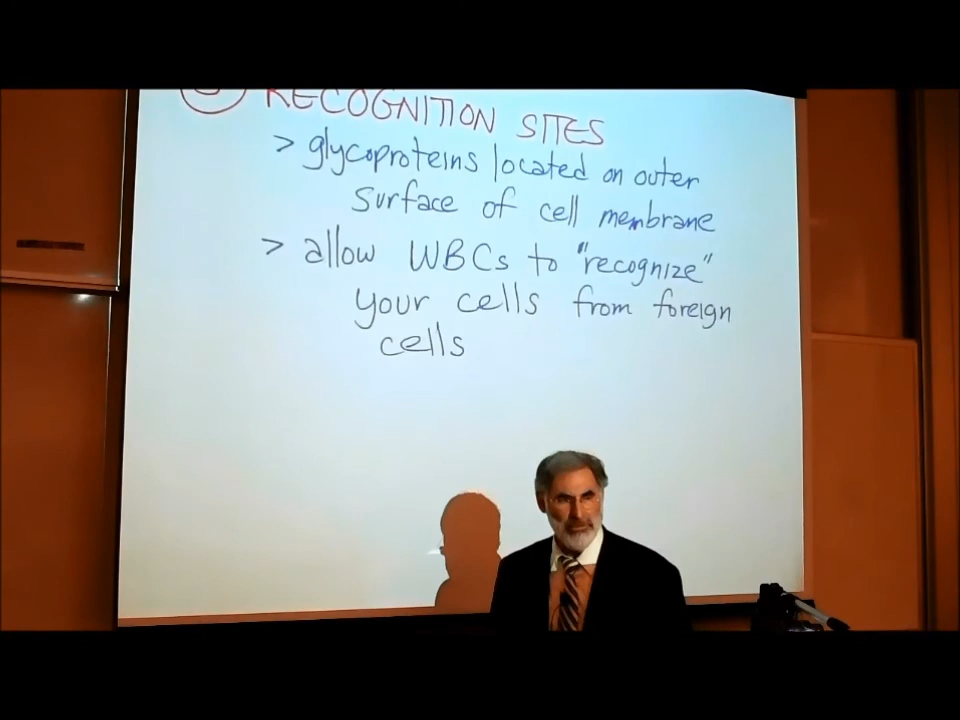 RECOGNITION SITES
> glycoproteins located on outer
surface of cell membrane
> allow WBCs to "recognize"
your cells from foreign
cells